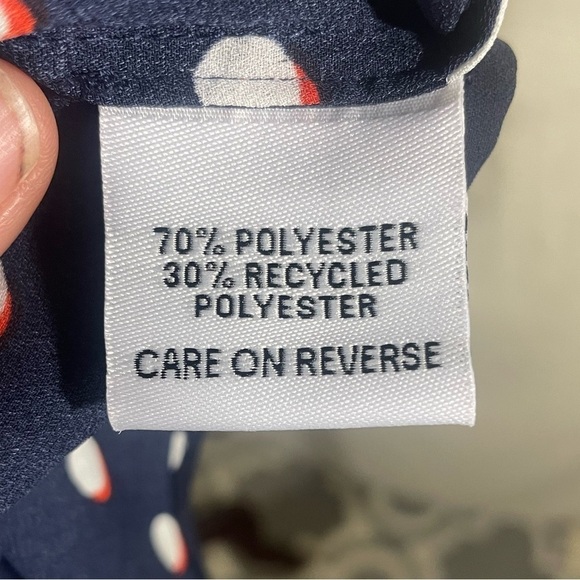 70% POLYESTER
30% RECYCLED
POLYESTER
CARE ON REVERSE